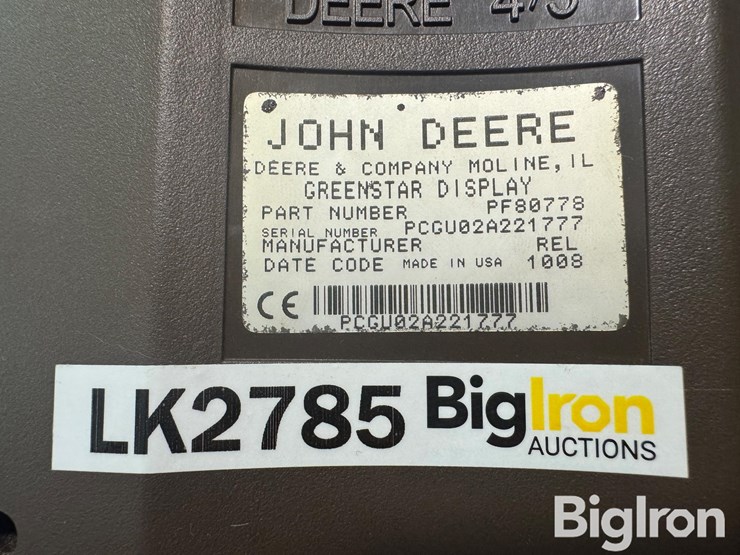 DEERE
JOHN DEERE
DEERE & COMPANY MOLINE, IL
GREENSTAR DISPLAY
PART NUMBER PF80778
SERIAL NUMBER PCGU02A221777
MANUFACTURER REL
DATE CODE MADE IN USA 1008
CE
PCGU02A221777
LK2785 BigIron
AUCTIONS
BigIron